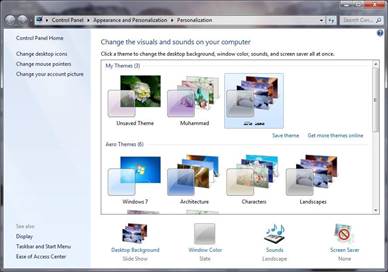 Control Panel ▸ Appearance and Personalization ▸ Personalization
Search Con...
Control Panel Home
Change desktop icons
Change mouse pointers
Change your account picture
See also
Display
Taskbar and Start Menu
Ease of Access Center
Change the visuals and sounds on your computer
Click a theme to change the desktop background, window color, sounds, and screen saver all at once.
My Themes (3)
Unsaved Theme
Muhammad
Save theme
Get more themes online
Aero Themes (6)
Windows 7
Architecture
Characters
Landscapes
Desktop Background
Slide Show
Window Color
Slate
Sounds
Landscape
Screen Saver
None